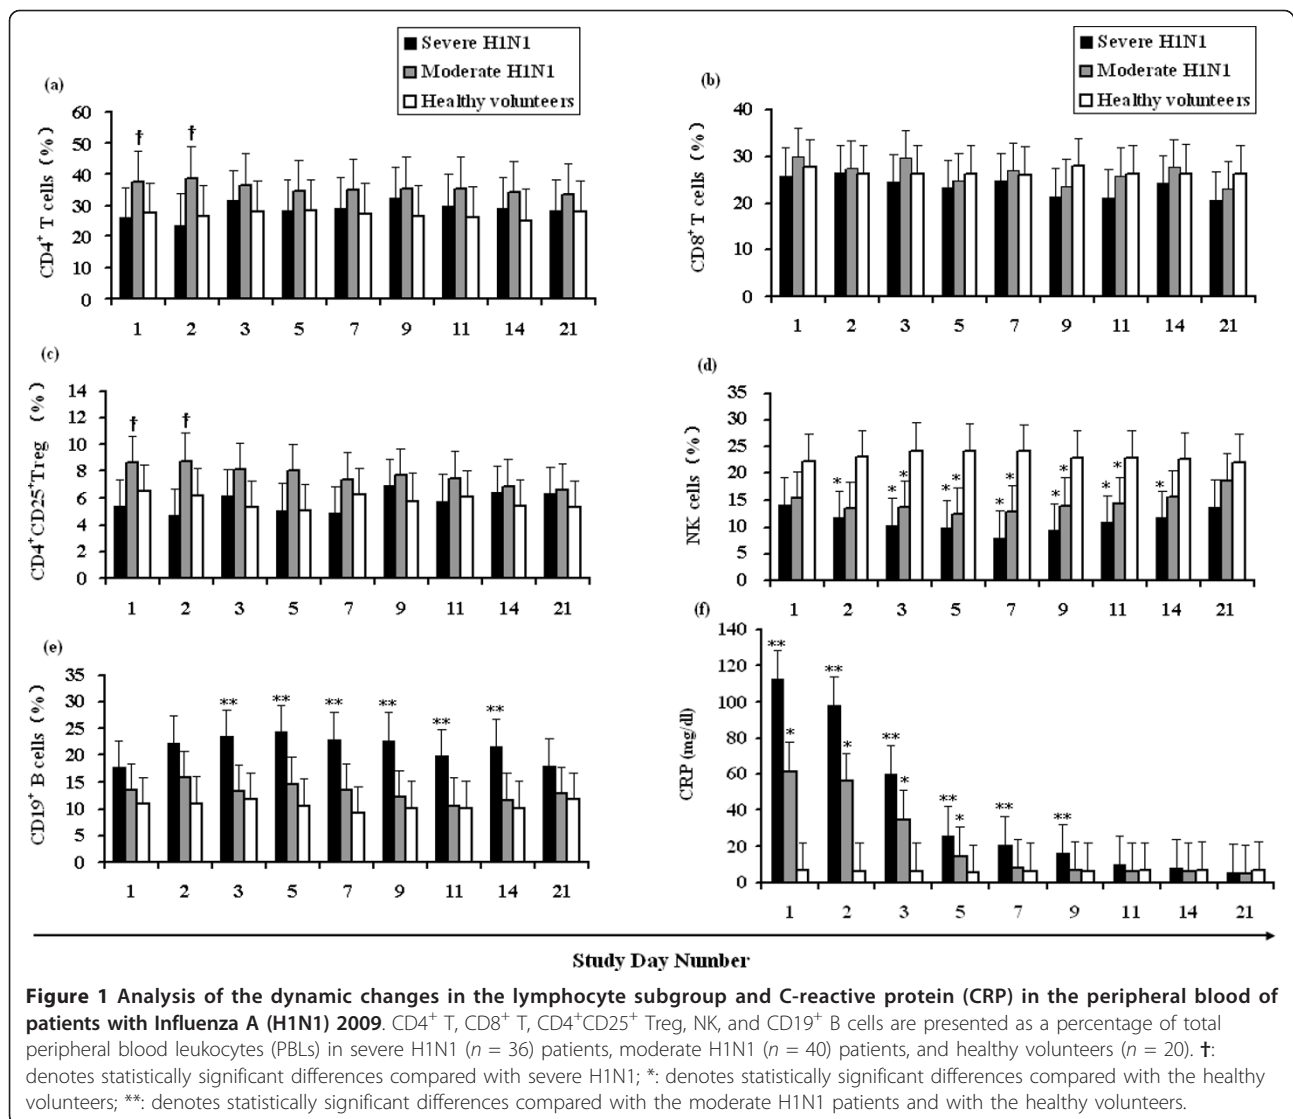 Severe H1N1
Moderate H1N1
Healthy volunteers
(a)
CD4+ T cells (%)
60
50
40
30
20
10
0
† †
1 2 3 5 7 9 11 14 21
Severe H1N1
Moderate H1N1
Healthy volunteers
(b)
CD8+ T cells (%)
40
30
20
10
0
1 2 3 5 7 9 11 14 21
(c)
CD4+CD25+Treg (%)
14
12
10
8
6
4
2
0
† †
1 2 3 5 7 9 11 14 21
(d)
NK cells (%)
35
30
25
20
15
10
5
0
* * * * * * * * * * * * *
1 2 3 5 7 9 11 14 21
(e)
CD19+ B cells (%)
35
30
25
20
15
10
5
0
** ** ** ** ** **
1 2 3 5 7 9 11 14 21
(f)
CRP (mg/dl)
140
120
100
80
60
40
20
0
** * ** * ** * ** * ** **
1 2 3 5 7 9 11 14 21
Study Day Number
Figure 1 Analysis of the dynamic changes in the lymphocyte subgroup and C-reactive protein (CRP) in the peripheral blood of
patients with Influenza A (H1N1) 2009. CD4+ T, CD8+ T, CD4+CD25+ Treg, NK, and CD19+ B cells are presented as a percentage of total
peripheral blood leukocytes (PBLs) in severe H1N1 (n = 36) patients, moderate H1N1 (n = 40) patients, and healthy volunteers (n = 20). †:
denotes statistically significant differences compared with severe H1N1; *: denotes statistically significant differences compared with the healthy
volunteers; **: denotes statistically significant differences compared with the moderate H1N1 patients and with the healthy volunteers.